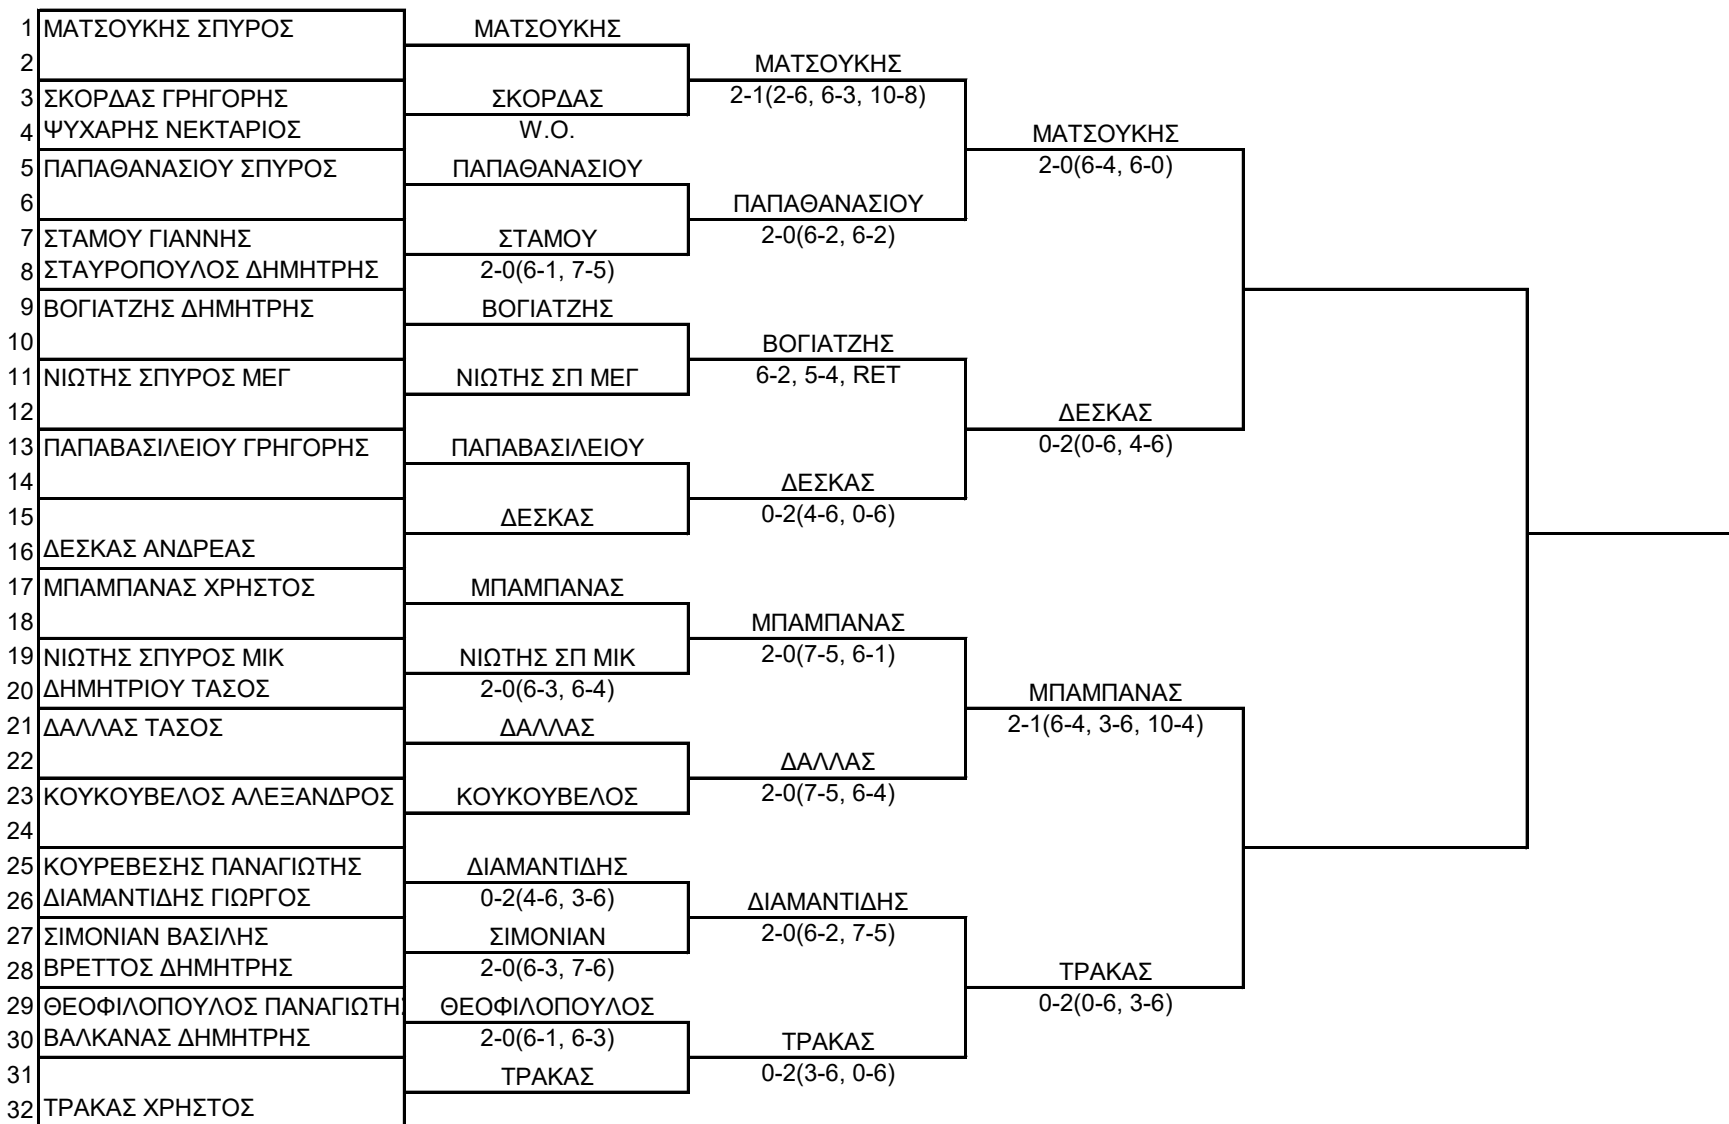 1 ΜΑΤΣΟΥΚΗΣ ΣΠΥΡΟΣ ΜΑΤΣΟΥΚΗΣ
2 ΜΑΤΣΟΥΚΗΣ
3 ΣΚΟΡΔΑΣ ΓΡΗΓΟΡΗΣ ΣΚΟΡΔΑΣ 2-1(2-6, 6-3, 10-8)
4 ΨΥΧΑΡΗΣ ΝΕΚΤΑΡΙΟΣ W.O. ΜΑΤΣΟΥΚΗΣ
5 ΠΑΠΑΘΑΝΑΣΙΟΥ ΣΠΥΡΟΣ ΠΑΠΑΘΑΝΑΣΙΟΥ 2-0(6-4, 6-0)
6 ΠΑΠΑΘΑΝΑΣΙΟΥ
7 ΣΤΑΜΟΥ ΓΙΑΝΝΗΣ ΣΤΑΜΟΥ 2-0(6-2, 6-2)
8 ΣΤΑΥΡΟΠΟΥΛΟΣ ΔΗΜΗΤΡΗΣ 2-0(6-1, 7-5)
9 ΒΟΓΙΑΤΖΗΣ ΔΗΜΗΤΡΗΣ ΒΟΓΙΑΤΖΗΣ
10 ΒΟΓΙΑΤΖΗΣ
11 ΝΙΩΤΗΣ ΣΠΥΡΟΣ ΜΕΓ ΝΙΩΤΗΣ ΣΠ ΜΕΓ 6-2, 5-4, RET
12 ΔΕΣΚΑΣ
13 ΠΑΠΑΒΑΣΙΛΕΙΟΥ ΓΡΗΓΟΡΗΣ ΠΑΠΑΒΑΣΙΛΕΙΟΥ 0-2(0-6, 4-6)
14 ΔΕΣΚΑΣ
15 ΔΕΣΚΑΣ 0-2(4-6, 0-6)
16 ΔΕΣΚΑΣ ΑΝΔΡΕΑΣ
17 ΜΠΑΜΠΑΝΑΣ ΧΡΗΣΤΟΣ ΜΠΑΜΠΑΝΑΣ
18 ΜΠΑΜΠΑΝΑΣ
19 ΝΙΩΤΗΣ ΣΠΥΡΟΣ ΜΙΚ ΝΙΩΤΗΣ ΣΠ ΜΙΚ 2-0(7-5, 6-1)
20 ΔΗΜΗΤΡΙΟΥ ΤΑΣΟΣ 2-0(6-3, 6-4) ΜΠΑΜΠΑΝΑΣ
21 ΔΑΛΛΑΣ ΤΑΣΟΣ ΔΑΛΛΑΣ 2-1(6-4, 3-6, 10-4)
22 ΔΑΛΛΑΣ
23 ΚΟΥΚΟΥΒΕΛΟΣ ΑΛΕΞΑΝΔΡΟΣ ΚΟΥΚΟΥΒΕΛΟΣ 2-0(7-5, 6-4)
24
25 ΚΟΥΡΕΒΕΣΗΣ ΠΑΝΑΓΙΩΤΗΣ ΔΙΑΜΑΝΤΙΔΗΣ
26 ΔΙΑΜΑΝΤΙΔΗΣ ΓΙΩΡΓΟΣ 0-2(4-6, 3-6) ΔΙΑΜΑΝΤΙΔΗΣ
27 ΣΙΜΟΝΙΑΝ ΒΑΣΙΛΗΣ ΣΙΜΟΝΙΑΝ 2-0(6-2, 7-5)
28 ΒΡΕΤΤΟΣ ΔΗΜΗΤΡΗΣ 2-0(6-3, 7-6) ΤΡΑΚΑΣ
29 ΘΕΟΦΙΛΟΠΟΥΛΟΣ ΠΑΝΑΓΙΩΤΗΣ ΘΕΟΦΙΛΟΠΟΥΛΟΣ 0-2(0-6, 3-6)
30 ΒΑΛΚΑΝΑΣ ΔΗΜΗΤΡΗΣ 2-0(6-1, 6-3) ΤΡΑΚΑΣ
31 ΤΡΑΚΑΣ 0-2(3-6, 0-6)
32 ΤΡΑΚΑΣ ΧΡΗΣΤΟΣ